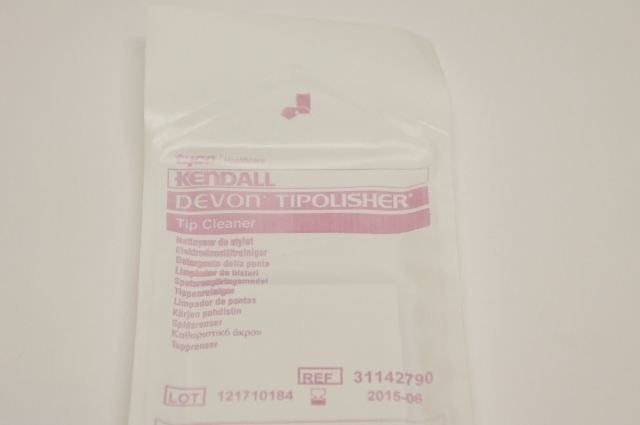 tyco / Healthcare
KENDALL
DEVON® TIPOLISHER®
Tip Cleaner
Nettoyeur de stylet
Detergente della punta
Limpiador de bisturí
Spetsrengöringsmedel
Tippenreiniger
Limpador de pontas
Kärjen puhdistin
Spidsrenser
Καθαριστικό άκρου
Tupprenser
REF 31142790
LOT 121710184 2015-06